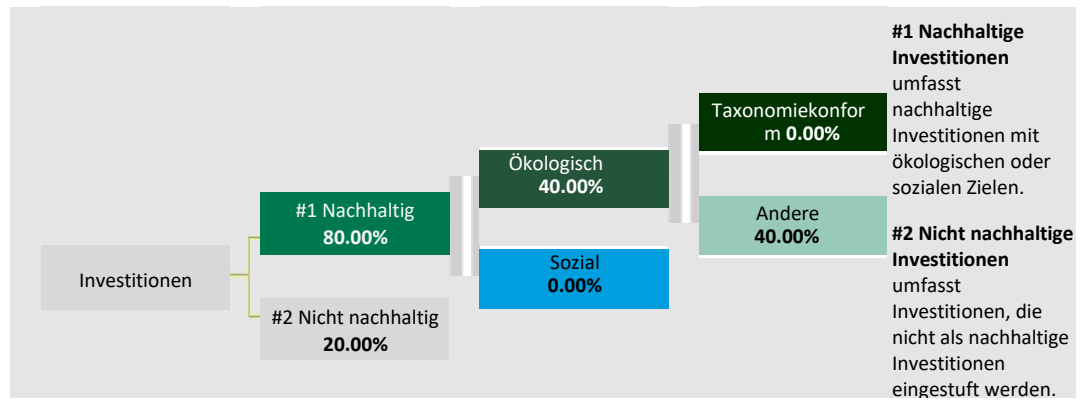 Investitionen
#1 Nachhaltig
80.00%
#2 Nicht nachhaltig
20.00%
Ökologisch
40.00%
Sozial
0.00%
Taxonomiekonfor
m 0.00%
Andere
40.00%
#1 Nachhaltige
Investitionen
umfasst
nachhaltige
Investitionen mit
ökologischen oder
sozialen Zielen.
#2 Nicht nachhaltige
Investitionen
umfasst
Investitionen, die
nicht als nachhaltige
Investitionen
eingestuft werden.